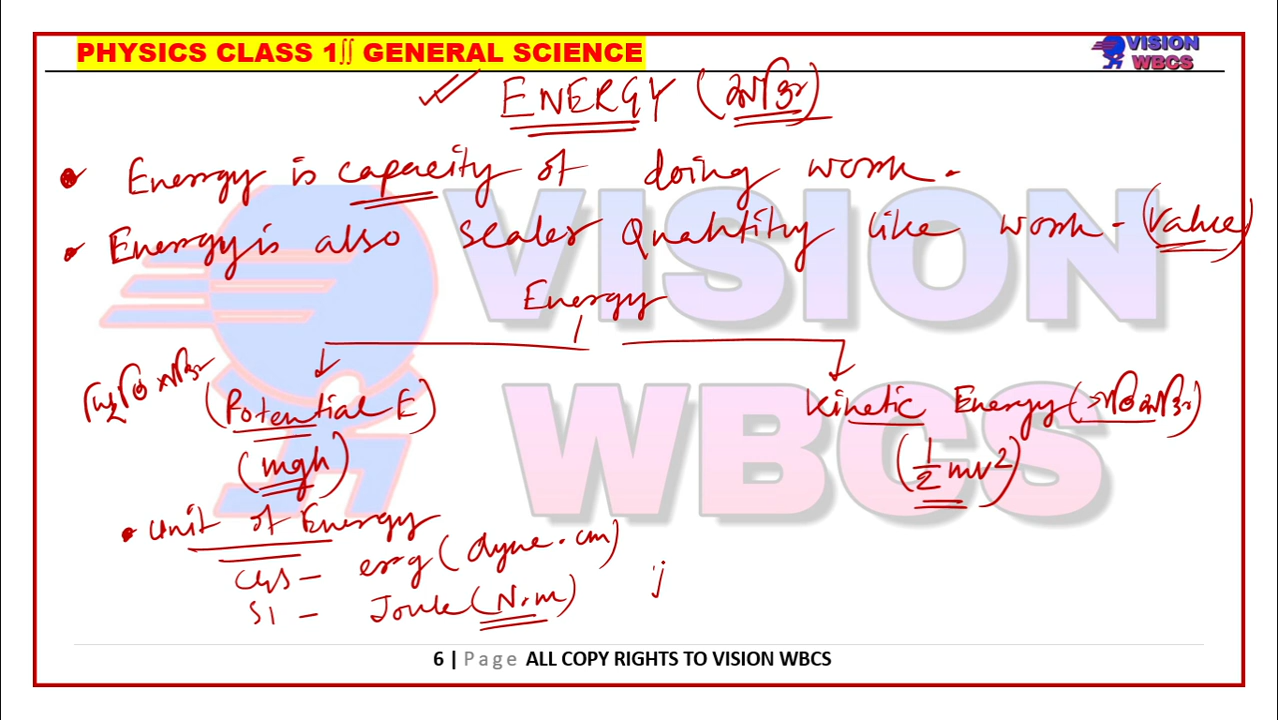 PHYSICS CLASS 1∬ GENERAL SCIENCE
VISION
WBCS
ENERGY (শক্তি)
• Energy is capacity of doing work.
• Energy is also scaler Quantity like work - (Value)
Energy
স্থিতি শক্তি (Potential E)
Kinetic Energy (গতিশক্তি)
(mgh)
(1/2 mv²)
• Unit of Energy
CGS - erg (dyne.cm)
SI - Joule (N.m) j
VISION
WBCS
6 | Page ALL COPY RIGHTS TO VISION WBCS